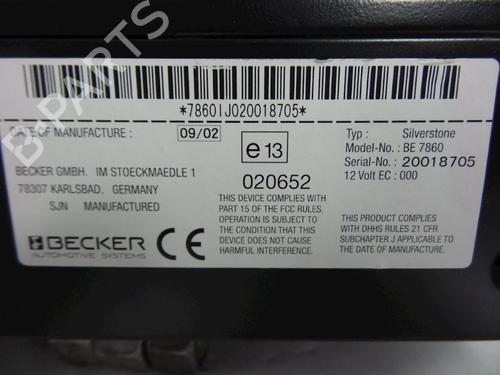 *7860IJ020018705*
DATE OF MANUFACTURE : 09/02
BECKER GMBH. IM STOECKMAEDLE 1
78307 KARLSBAD. GERMANY
SJN MANUFACTURED
BECKER
AUTOMOTIVE SYSTEMS
CE
e13
020652
THIS DEVICE COMPLIES WITH
PART 15 OF THE FCC RULES.
OPERATION IS SUBJECT TO
THE CONDITION THAT THIS
DEVICE DOES NOT CAUSE
HARMFUL INTERFERENCE.
Typ : Silverstone
Model-No.: BE 7860
Serial-No.: 20018705
12 Volt EC : 000
THIS PRODUCT COMPLIES
WITH DHHS RULES 21 CFR
SUBCHAPTER J APPLICABLE TO
THE DATE OF MANUFACTURE.
B-PARTS